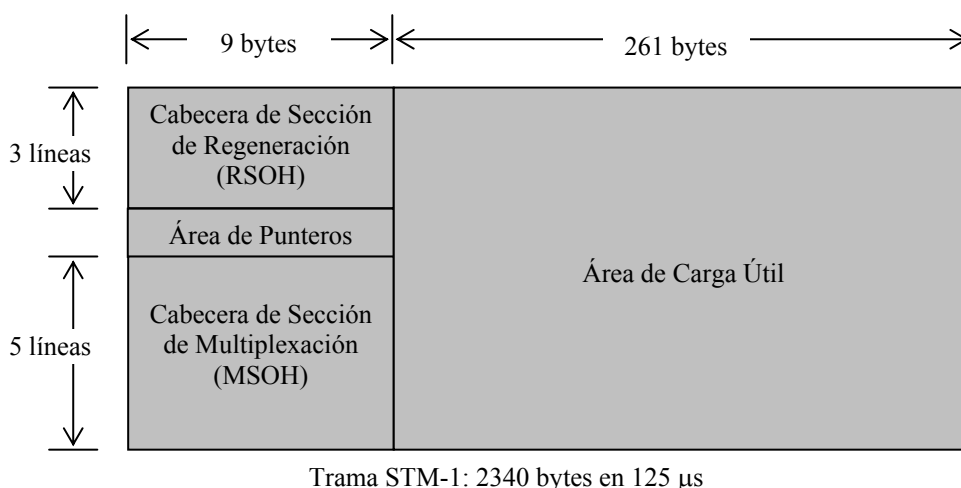 9 bytes
261 bytes
3 líneas
Cabecera de Sección
de Regeneración
(RSOH)
Área de Punteros
Área de Carga Útil
5 líneas
Cabecera de Sección
de Multiplexación
(MSOH)
Trama STM-1: 2340 bytes en 125 μs